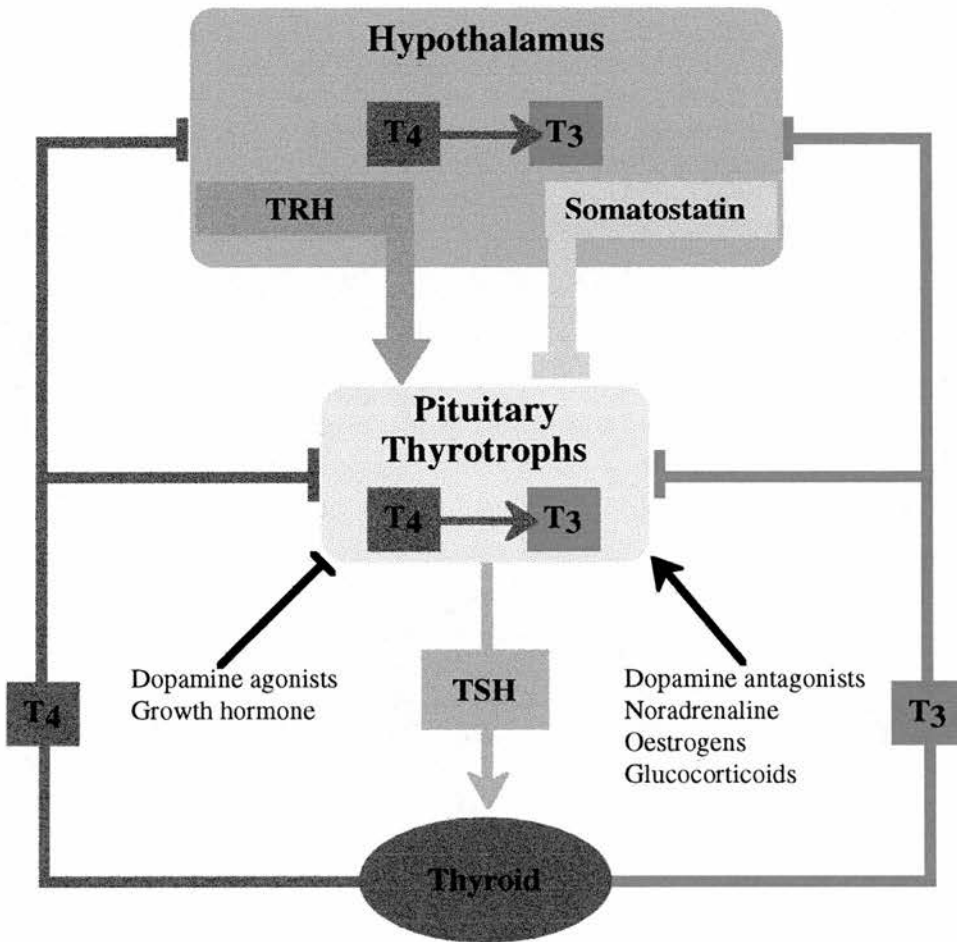 Hypothalamus
T4
T3
TRH
Somatostatin
Pituitary
Thyrotrophs
T4
T3
Dopamine agonists
Growth hormone
TSH
Dopamine antagonists
Noradrenaline
Oestrogens
Glucocorticoids
T4
T3
Thyroid